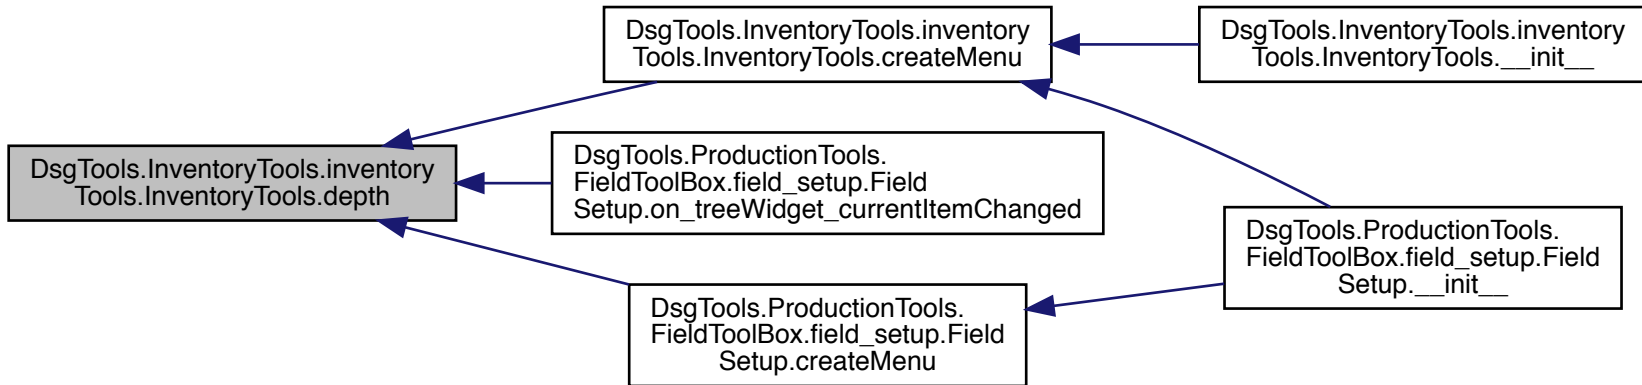 DsgTools.InventoryTools.inventory
Tools.InventoryTools.depth
DsgTools.InventoryTools.inventory
Tools.InventoryTools.createMenu
DsgTools.InventoryTools.inventory
Tools.InventoryTools.__init__
DsgTools.ProductionTools.
FieldToolBox.field_setup.Field
Setup.on_treeWidget_currentItemChanged
DsgTools.ProductionTools.
FieldToolBox.field_setup.Field
Setup.__init__
DsgTools.ProductionTools.
FieldToolBox.field_setup.Field
Setup.createMenu